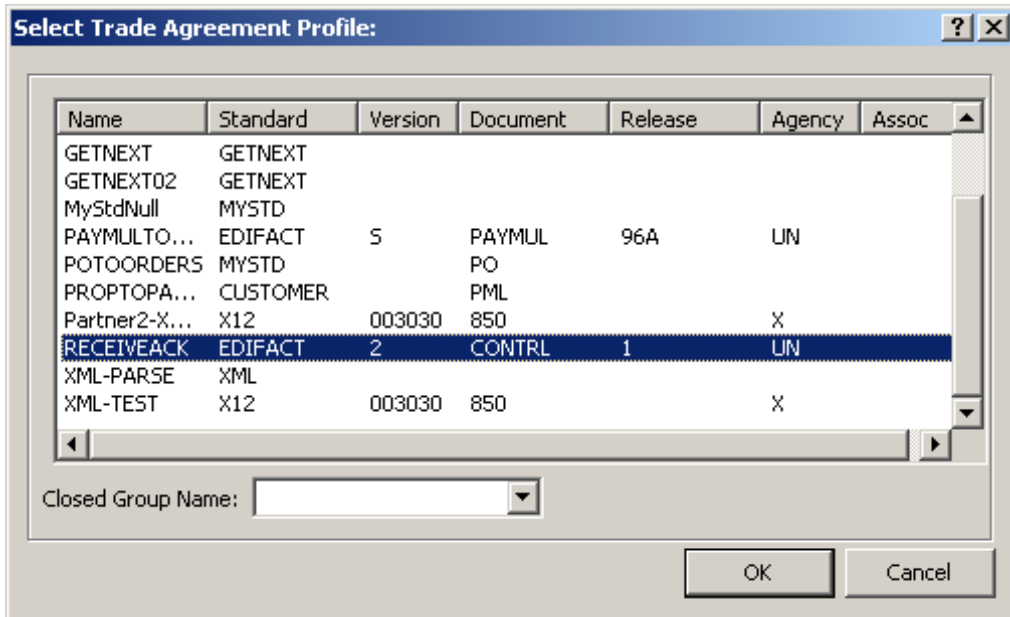 Select Trade Agreement Profile:
Name Standard Version Document Release Agency Assoc
GETNEXT GETNEXT
GETNEXT02 GETNEXT
MyStdNull MYSTD
PAYMULTO... EDIFACT S PAYMUL 96A UN
POTOORDERS MYSTD PO
PROPTOPA... CUSTOMER PML
Partner2-X... X12 003030 850 X
RECEIVEACK EDIFACT 2 CONTRL 1 UN
XML-PARSE XML
XML-TEST X12 003030 850 X
Closed Group Name:
OK Cancel